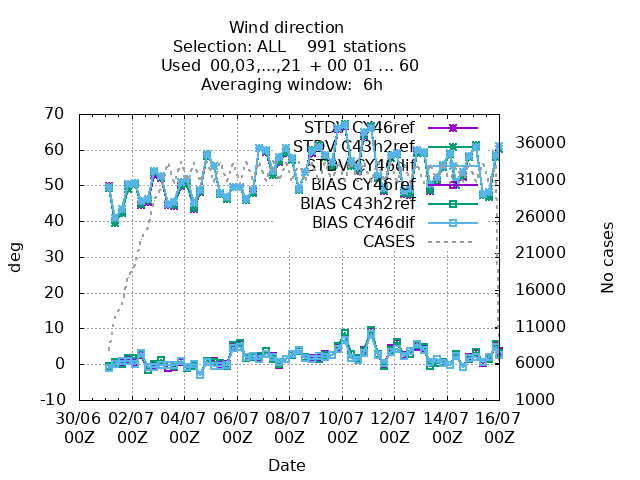 Wind direction
Selection: ALL    991 stations
Used  00,03,...,21  + 00 01 ... 60
Averaging window:  6h
70
60
50
40
30
20
10
0
-10
deg
STDV CY46ref
STDV C43h2ref
STDV CY46dif
BIAS CY46ref
BIAS C43h2ref
BIAS CY46dif
CASES
36000
31000
26000
21000
16000
11000
6000
1000
No cases
30/06 02/07 04/07 06/07 08/07 10/07 12/07 14/07 16/07
00Z 00Z 00Z 00Z 00Z 00Z 00Z 00Z 00Z
Date